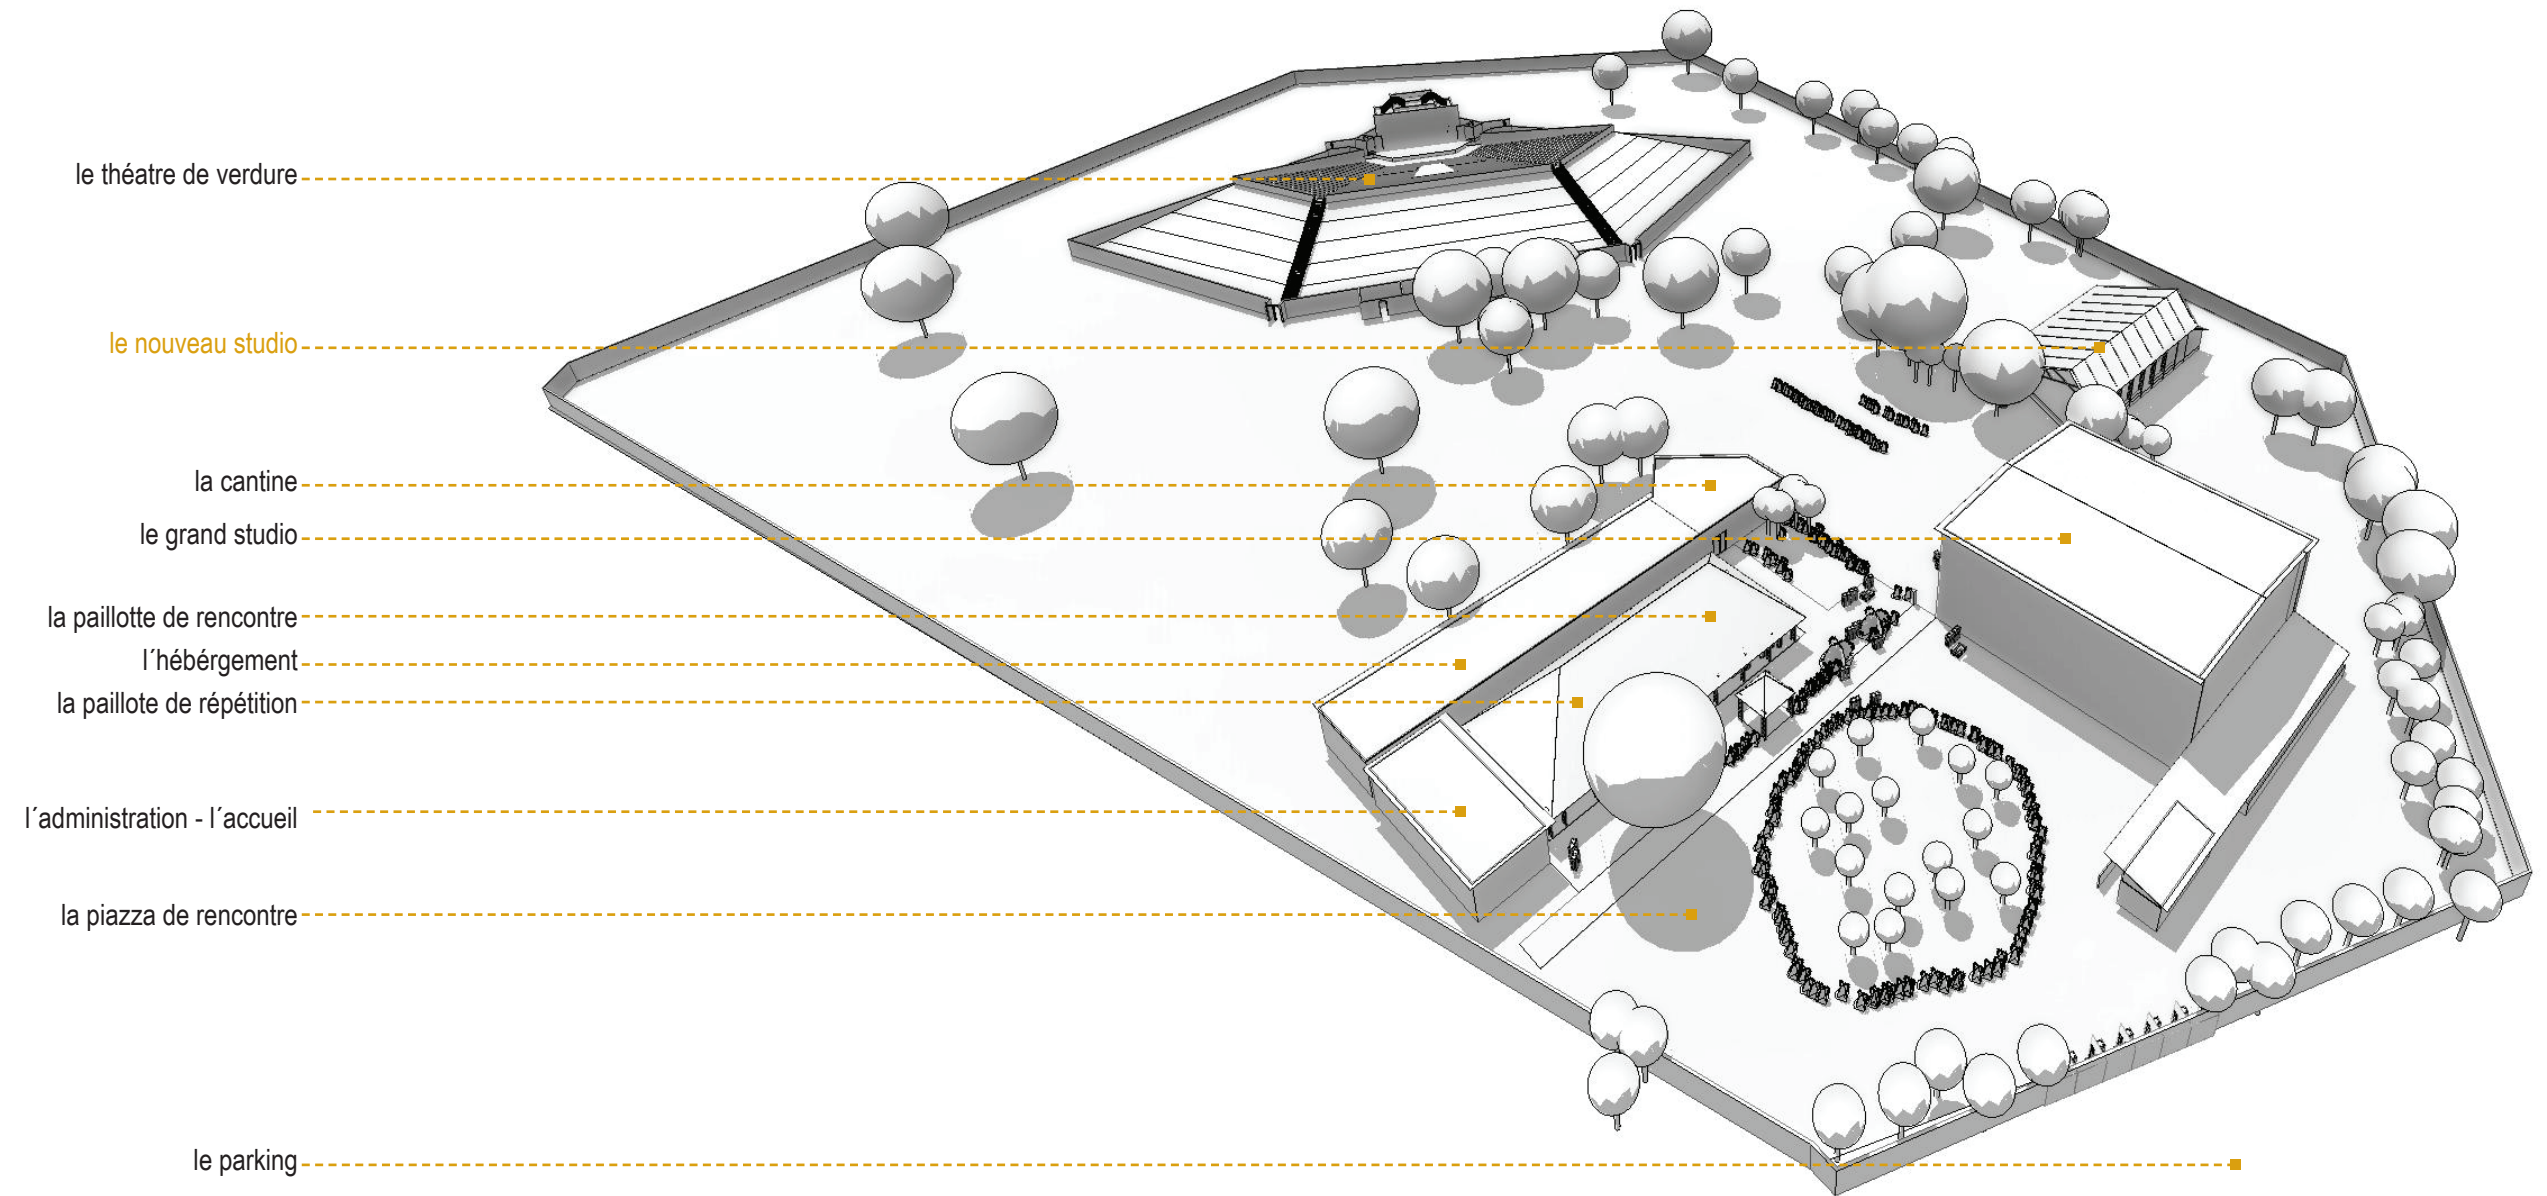 le théatre de verdure
le nouveau studio
la cantine
le grand studio
la paillotte de rencontre
l´hébérgement
la paillote de répétition
l´administration - l´accueil
la piazza de rencontre
le parking